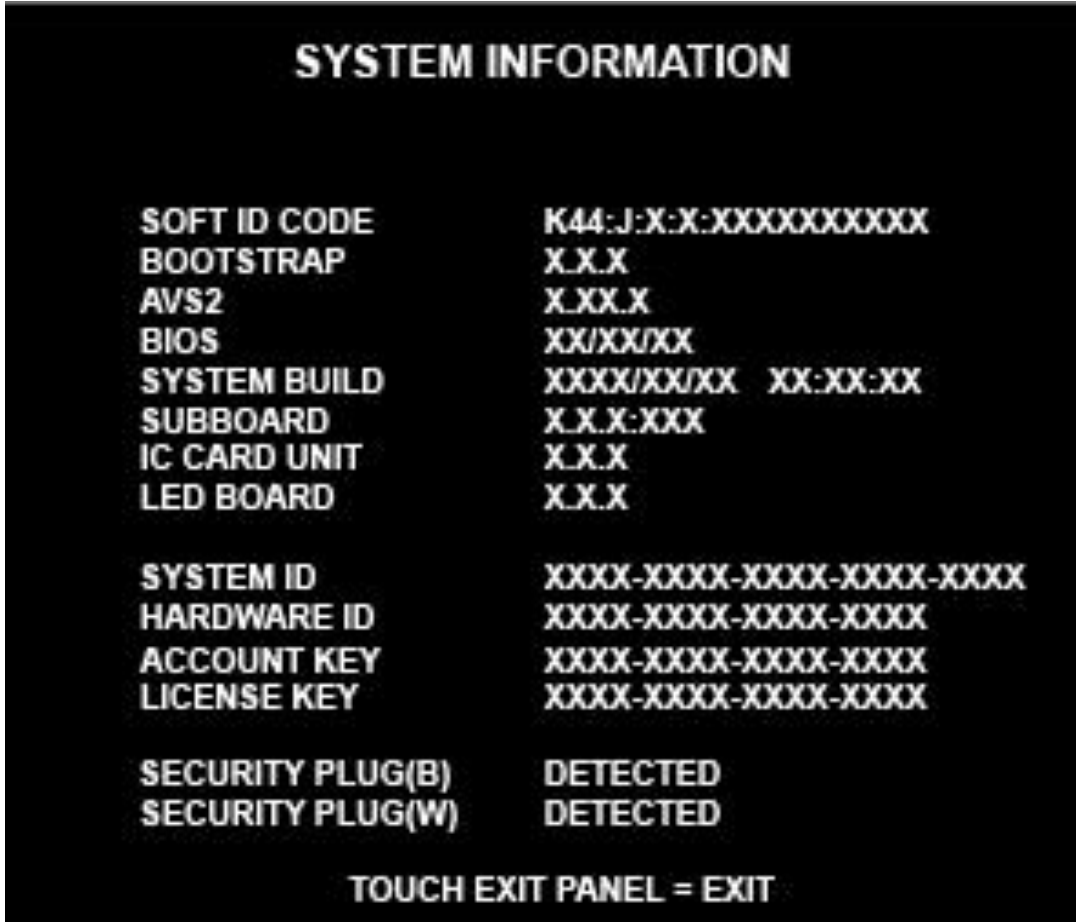 SYSTEM INFORMATION
SOFT ID CODE K44:J:X:X:XXXXXXXXXX
BOOTSTRAP X.X.X
AVS2 X.XX.X
BIOS XX/XX/XX
SYSTEM BUILD XXXX/XX/XX XX:XX:XX
SUBBOARD X.X.X:XXX
IC CARD UNIT X.X.X
LED BOARD X.X.X
SYSTEM ID XXXX-XXXX-XXXX-XXXX-XXXX
HARDWARE ID XXXX-XXXX-XXXX-XXXX
ACCOUNT KEY XXXX-XXXX-XXXX-XXXX
LICENSE KEY XXXX-XXXX-XXXX-XXXX
SECURITY PLUG(B) DETECTED
SECURITY PLUG(W) DETECTED
TOUCH EXIT PANEL = EXIT